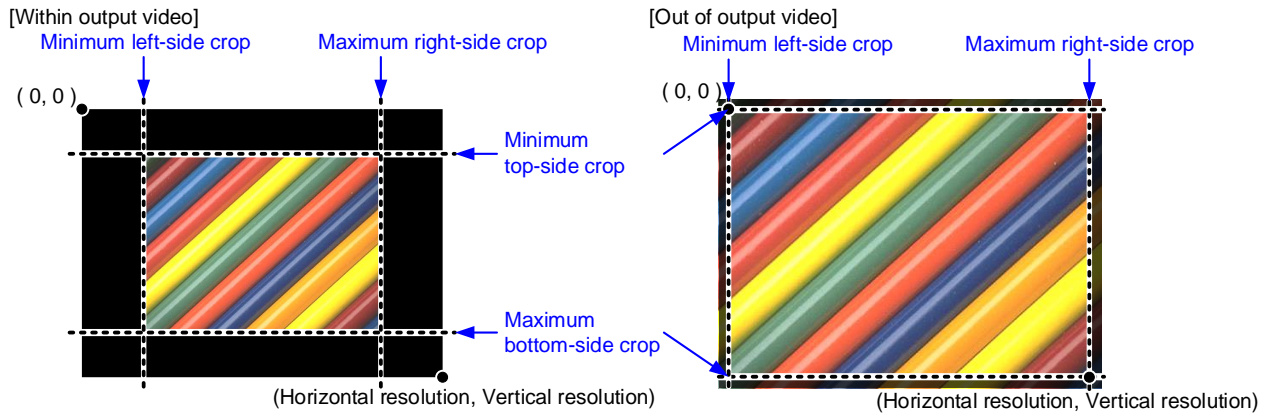 [Within output video]
Minimum left-side crop
Maximum right-side crop
( 0, 0 )
Minimum
top-side crop
Maximum
bottom-side crop
(Horizontal resolution, Vertical resolution)
[Out of output video]
Minimum left-side crop
Maximum right-side crop
( 0, 0 )
(Horizontal resolution, Vertical resolution)